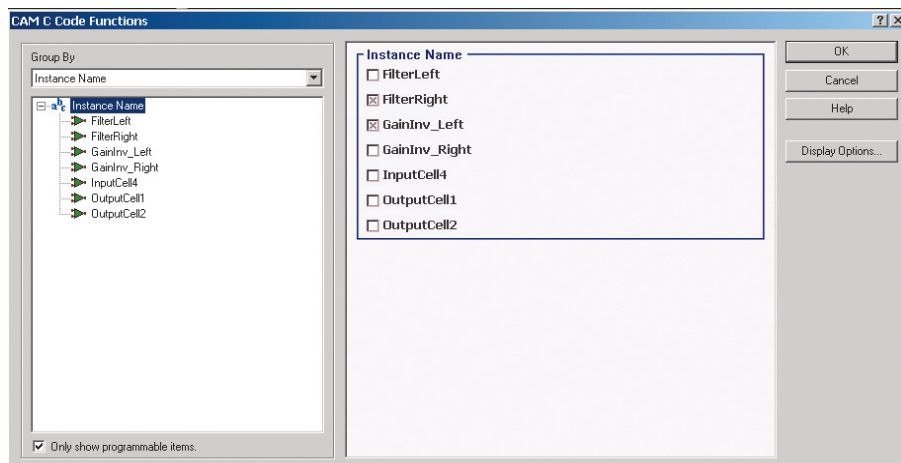 CAM C Code Functions
Group By
Instance Name
Instance Name
FilterLeft
FilterRight
GainInv_Left
GainInv_Right
InputCell4
OutputCell1
OutputCell2
Only show programmable items.
Instance Name
FilterLeft
FilterRight
GainInv_Left
GainInv_Right
InputCell4
OutputCell1
OutputCell2
OK
Cancel
Help
Display Options...